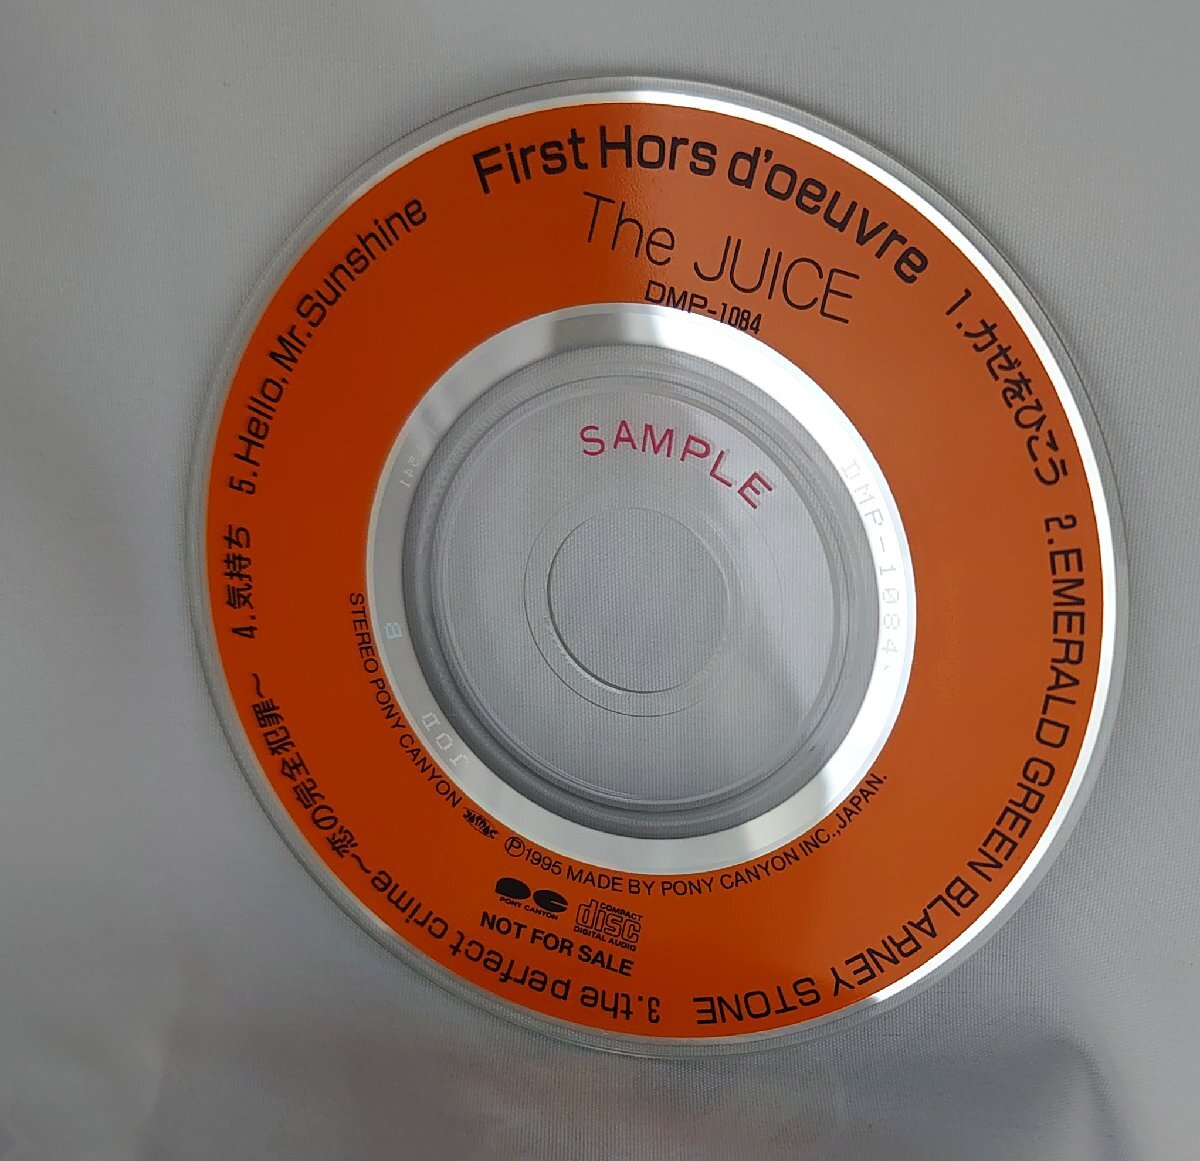 First Hors d'oeuvre
The JUICE
DMP-1084
1.カゼをひこう
2.EMERALD GREEN BLARNEY STONE
3.the perfect crime～恋の完全犯罪～
4.気持ち
5.Hello, Mr.Sunshine
SAMPLE
DMP-1084
STEREO PONY CANYON JASRAC Ⓟ1995 MADE BY PONY CANYON INC.,JAPAN.
PONY CANYON
COMPACT
disc
DIGITAL AUDIO
NOT FOR SALE